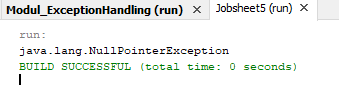 Modul_ExceptionHandling (run) × Jobsheet5 (run) ×
run:
java.lang.NullPointerException
BUILD SUCCESSFUL (total time: 0 seconds)